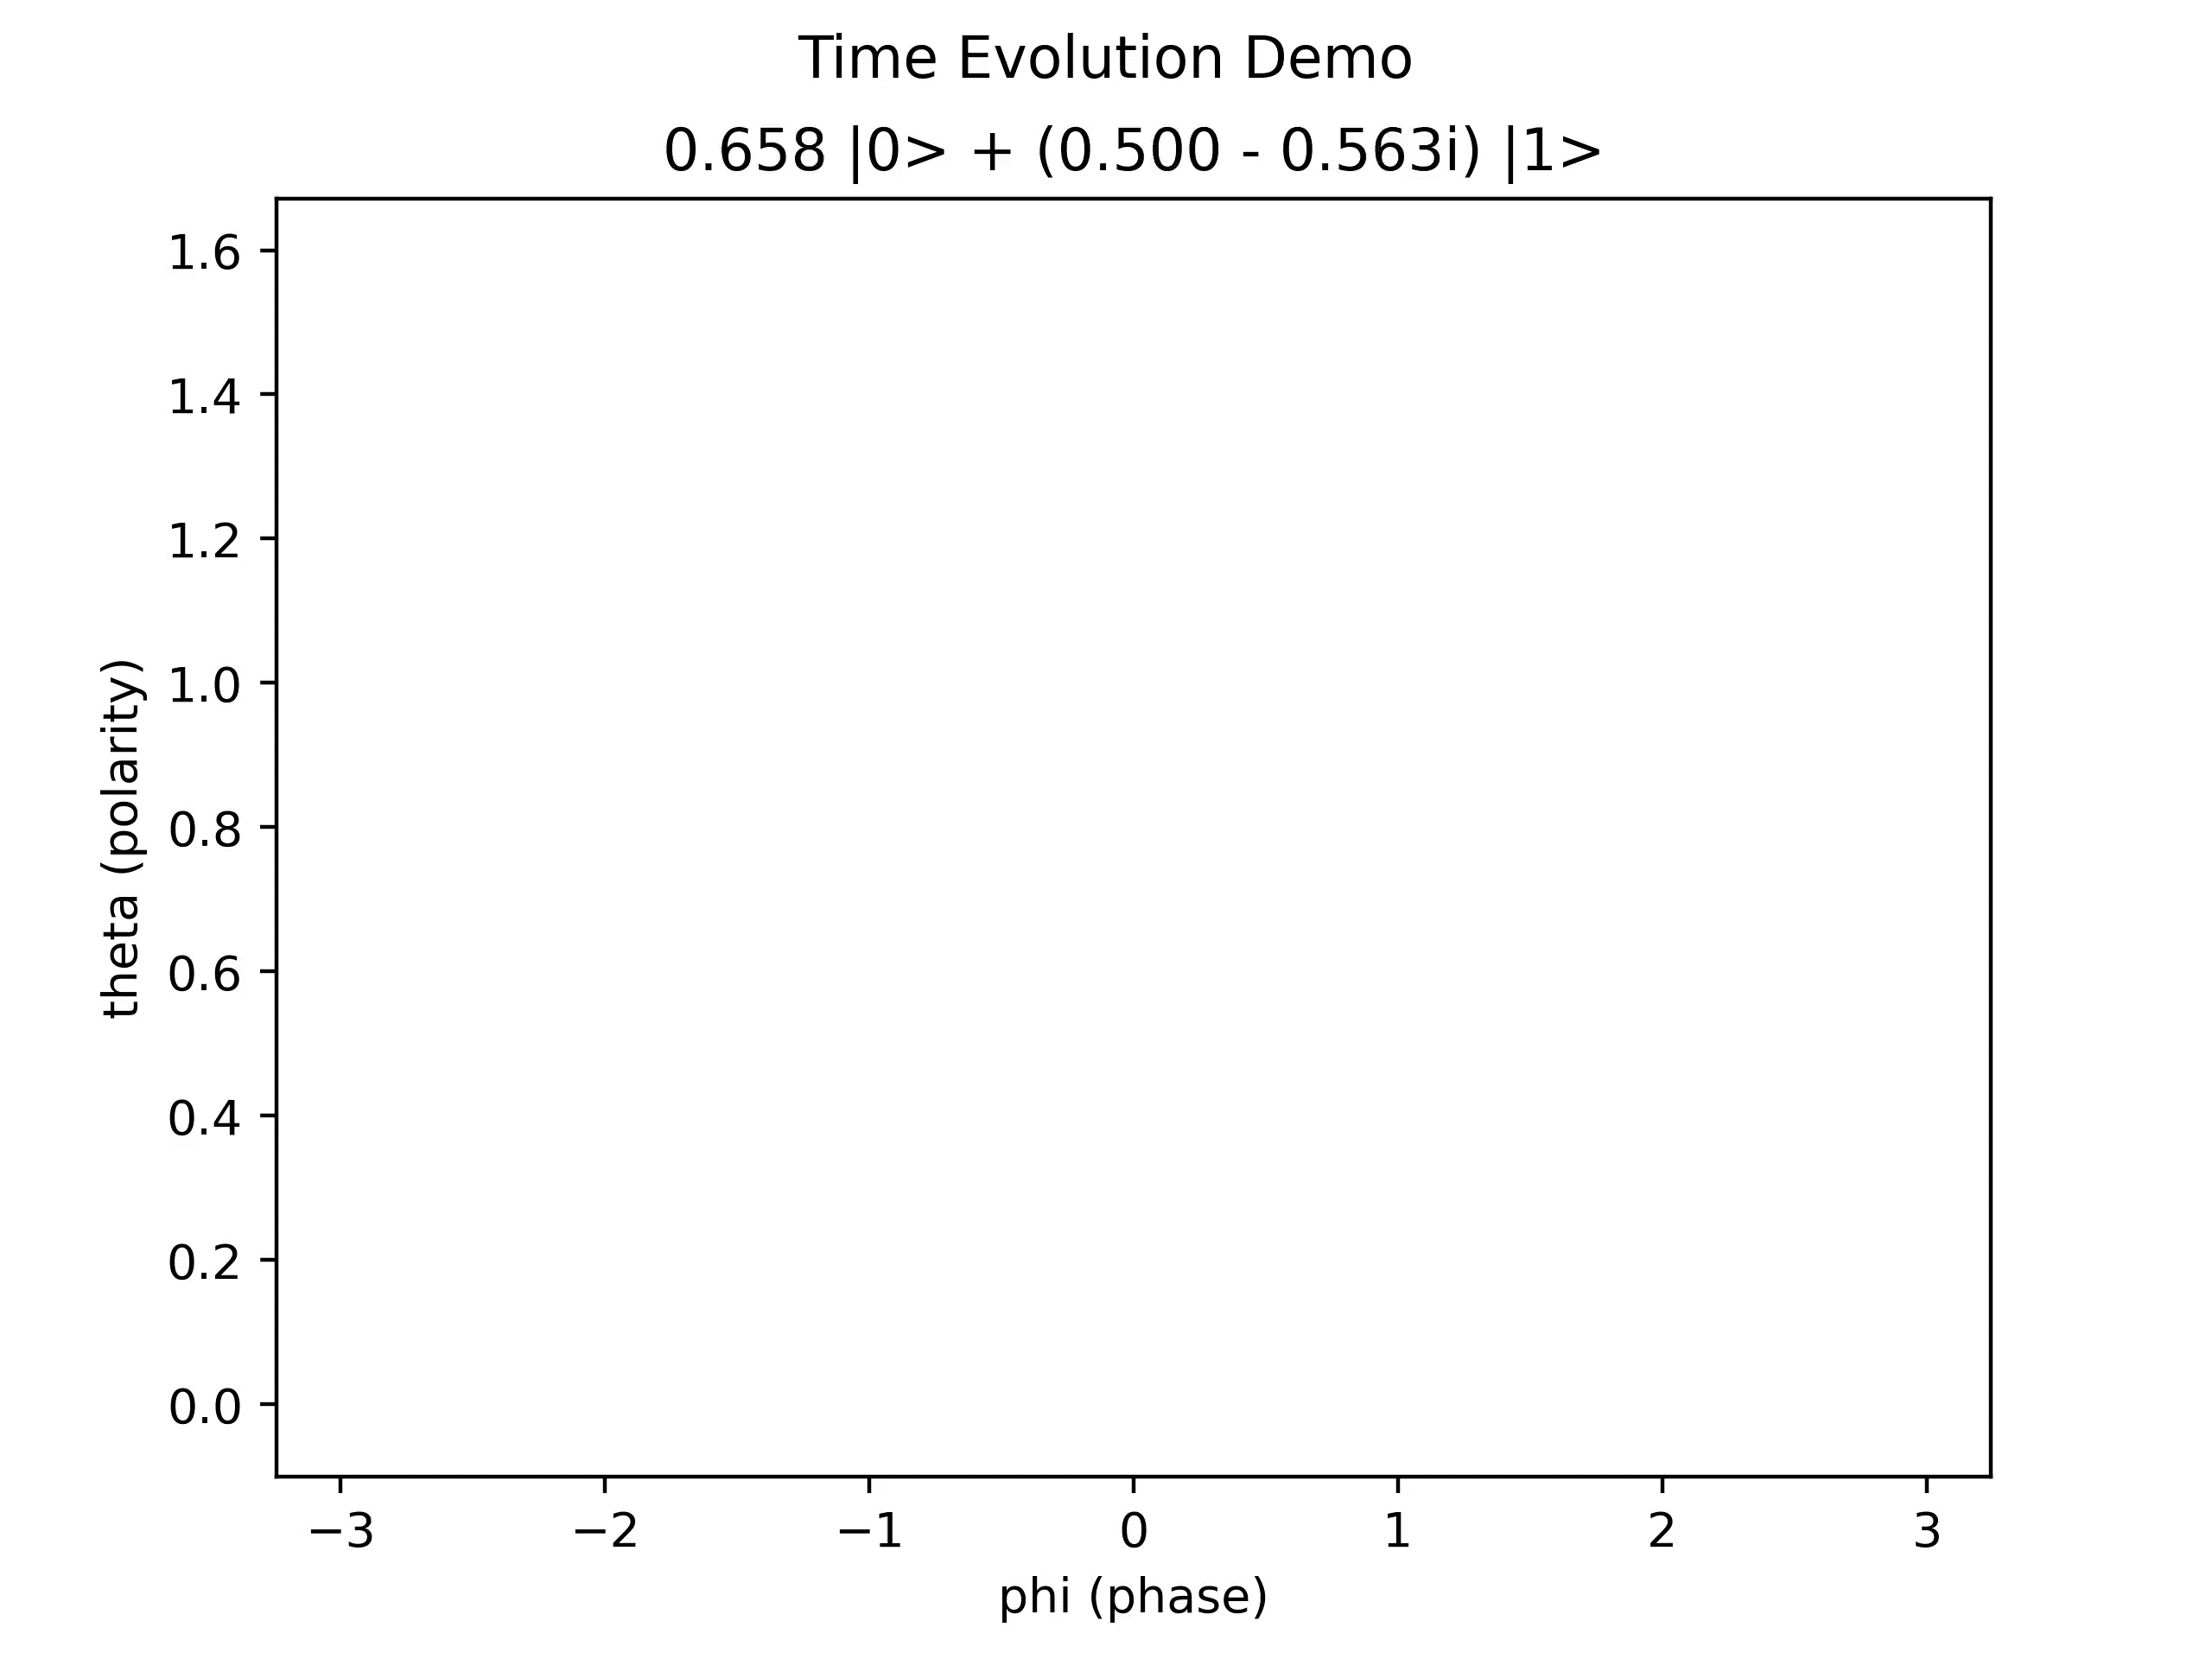 Time Evolution Demo
0.658 |0> + (0.500 - 0.563i) |1>
1.6
1.4
1.2
1.0
0.8
0.6
0.4
0.2
0.0
theta (polarity)
−3 −2 −1 0 1 2 3
phi (phase)